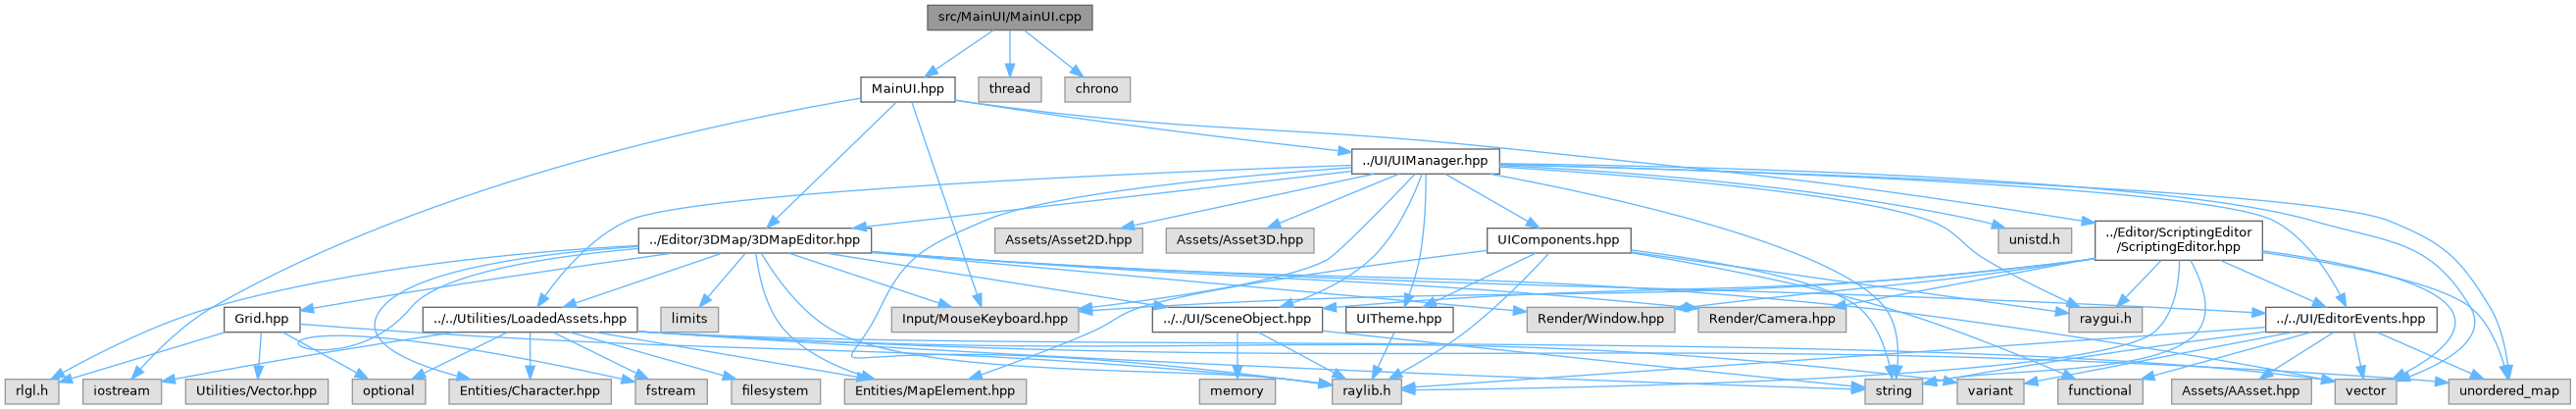 src/MainUI/MainUI.cpp
MainUI.hpp
thread
chrono
../UI/UIManager.hpp
../Editor/3DMap/3DMapEditor.hpp
Assets/Asset2D.hpp
Assets/Asset3D.hpp
UIComponents.hpp
unistd.h
../Editor/ScriptingEditor
/ScriptingEditor.hpp
Grid.hpp
../../Utilities/LoadedAssets.hpp
limits
Input/MouseKeyboard.hpp
../../UI/SceneObject.hpp
UITheme.hpp
Render/Window.hpp
Render/Camera.hpp
raygui.h
../../UI/EditorEvents.hpp
rlgl.h
iostream
Utilities/Vector.hpp
optional
Entities/Character.hpp
fstream
filesystem
Entities/MapElement.hpp
memory
raylib.h
string
variant
functional
Assets/AAsset.hpp
vector
unordered_map